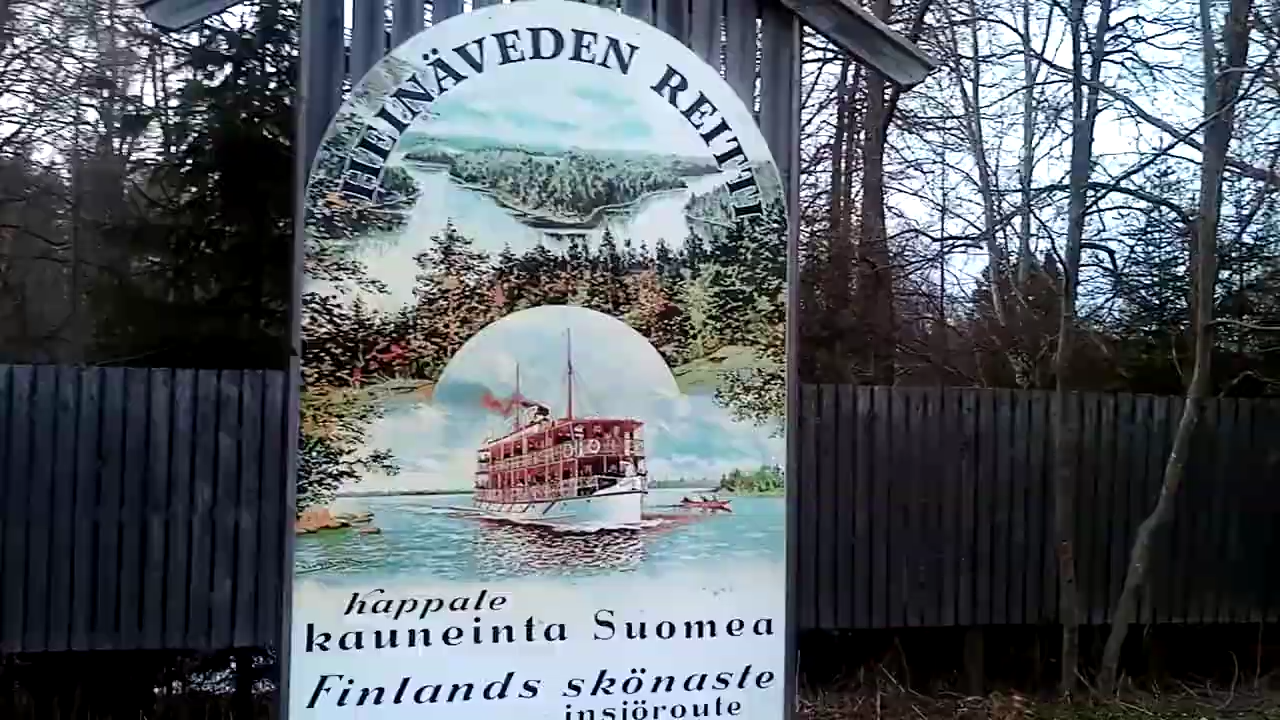 HEINÄVEDEN REITTI
Kappale
kauneinta Suomea
Finlands skönaste
insjöroute